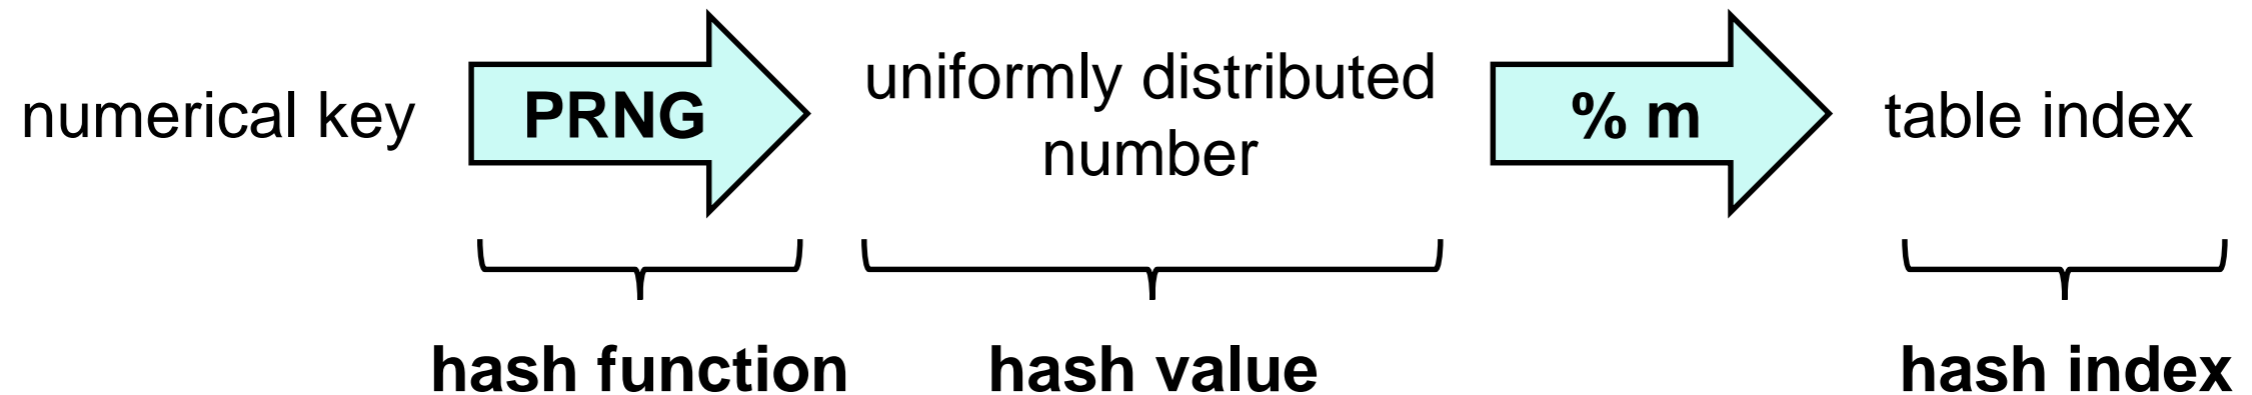 numerical key
PRNG
uniformly distributed
number
% m
table index
hash function
hash value
hash index